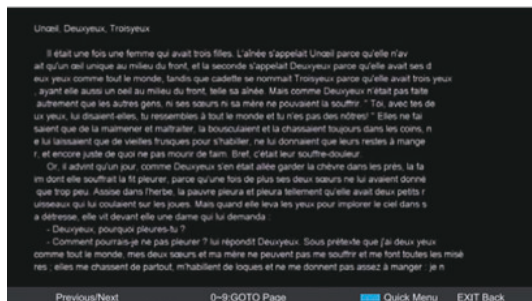 Unœil, Deuxyeux, Troisyeux
Il était une fois une femme qui avait trois filles. L'aînée s'appelait Unœil parce qu'elle n'av
ait qu'un œil unique au milieu du front, et la seconde s'appelait Deuxyeux parce qu'elle avait ses d
eux yeux comme tout le monde, tandis que cadette se nommait Troisyeux parce qu'elle avait trois yeux
, ayant elle aussi un oeil au milieu du front, telle sa aînée. Mais comme Deuxyeux n'était pas faite
autrement que les autres gens, ni ses sœurs ni sa mère ne pouvaient la souffrir. " Toi, avec tes de
ux yeux, lui disaient-elles, tu ressembles à tout le monde et tu n'es pas des nôtres! " Elles ne fai
saient que de la malmener et maltraiter, la bousculaient et la chassaient toujours dans les coins, n
e lui laissaient que de vieilles frusques pour s'habiller, ne lui donnaient que leurs restes à mange
r, et encore juste de quoi ne pas mourir de faim. Bref, c'était leur souffre-douleur.
Or, il advint qu'un jour, comme Deuxyeux s'en était allée garder la chèvre dans les prés, la fa
im dont elle souffrait la fit pleurer, parce qu'une fois de plus ses deux sœurs ne lui avaient donné
que trop peu. Assise dans l'herbe, la pauvre pleura et pleura tellement qu'elle avait deux petits r
uisseaux qui lui coulaient sur les joues. Mais quand elle leva les yeux pour implorer le ciel dans s
a détresse, elle vit devant elle une dame qui lui demanda :
- Deuxyeux, pourquoi pleures-tu ?
- Comment pourrais-je ne pas pleurer ? lui répondit Deuxyeux. Sous prétexte que j'ai deux yeux
comme tout le monde, mes deux sœurs et ma mère ne peuvent pas me souffrir et me font toutes les misè
res ; elles me chassent de partout, m'habillent de loques et ne me donnent pas assez à manger : je n
Previous/Next 0~9:GOTO Page Quick Menu EXIT Back